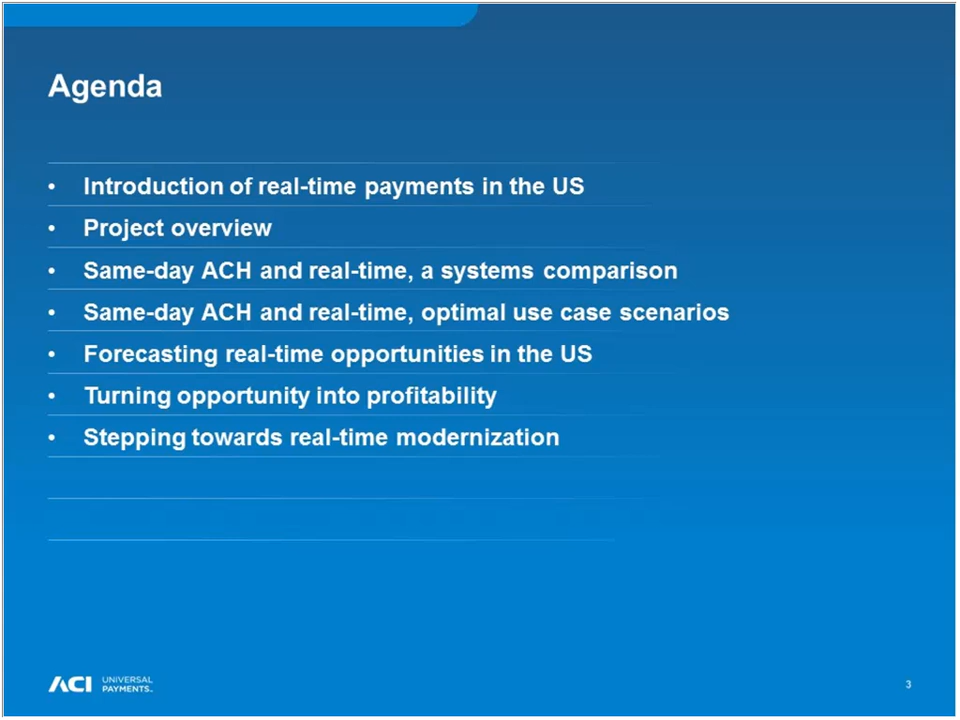 Agenda
• Introduction of real-time payments in the US
• Project overview
• Same-day ACH and real-time, a systems comparison
• Same-day ACH and real-time, optimal use case scenarios
• Forecasting real-time opportunities in the US
• Turning opportunity into profitability
• Stepping towards real-time modernization
ACI UNIVERSAL
PAYMENTS™
3